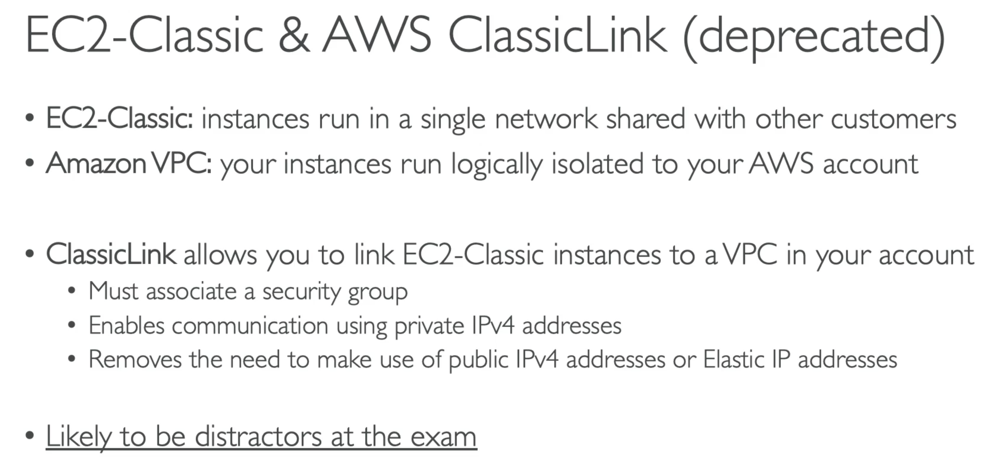 EC2-Classic & AWS ClassicLink (deprecated)
• EC2-Classic: instances run in a single network shared with other customers
• Amazon VPC: your instances run logically isolated to your AWS account
• ClassicLink allows you to link EC2-Classic instances to a VPC in your account
• Must associate a security group
• Enables communication using private IPv4 addresses
• Removes the need to make use of public IPv4 addresses or Elastic IP addresses
• Likely to be distractors at the exam